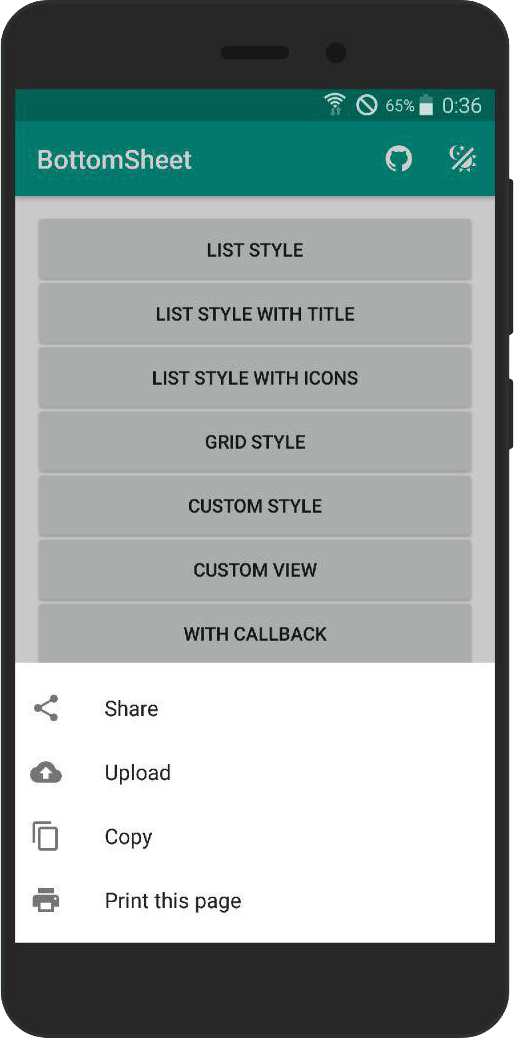 65% 0:36
BottomSheet
LIST STYLE
LIST STYLE WITH TITLE
LIST STYLE WITH ICONS
GRID STYLE
CUSTOM STYLE
CUSTOM VIEW
WITH CALLBACK
Share
Upload
Copy
Print this page